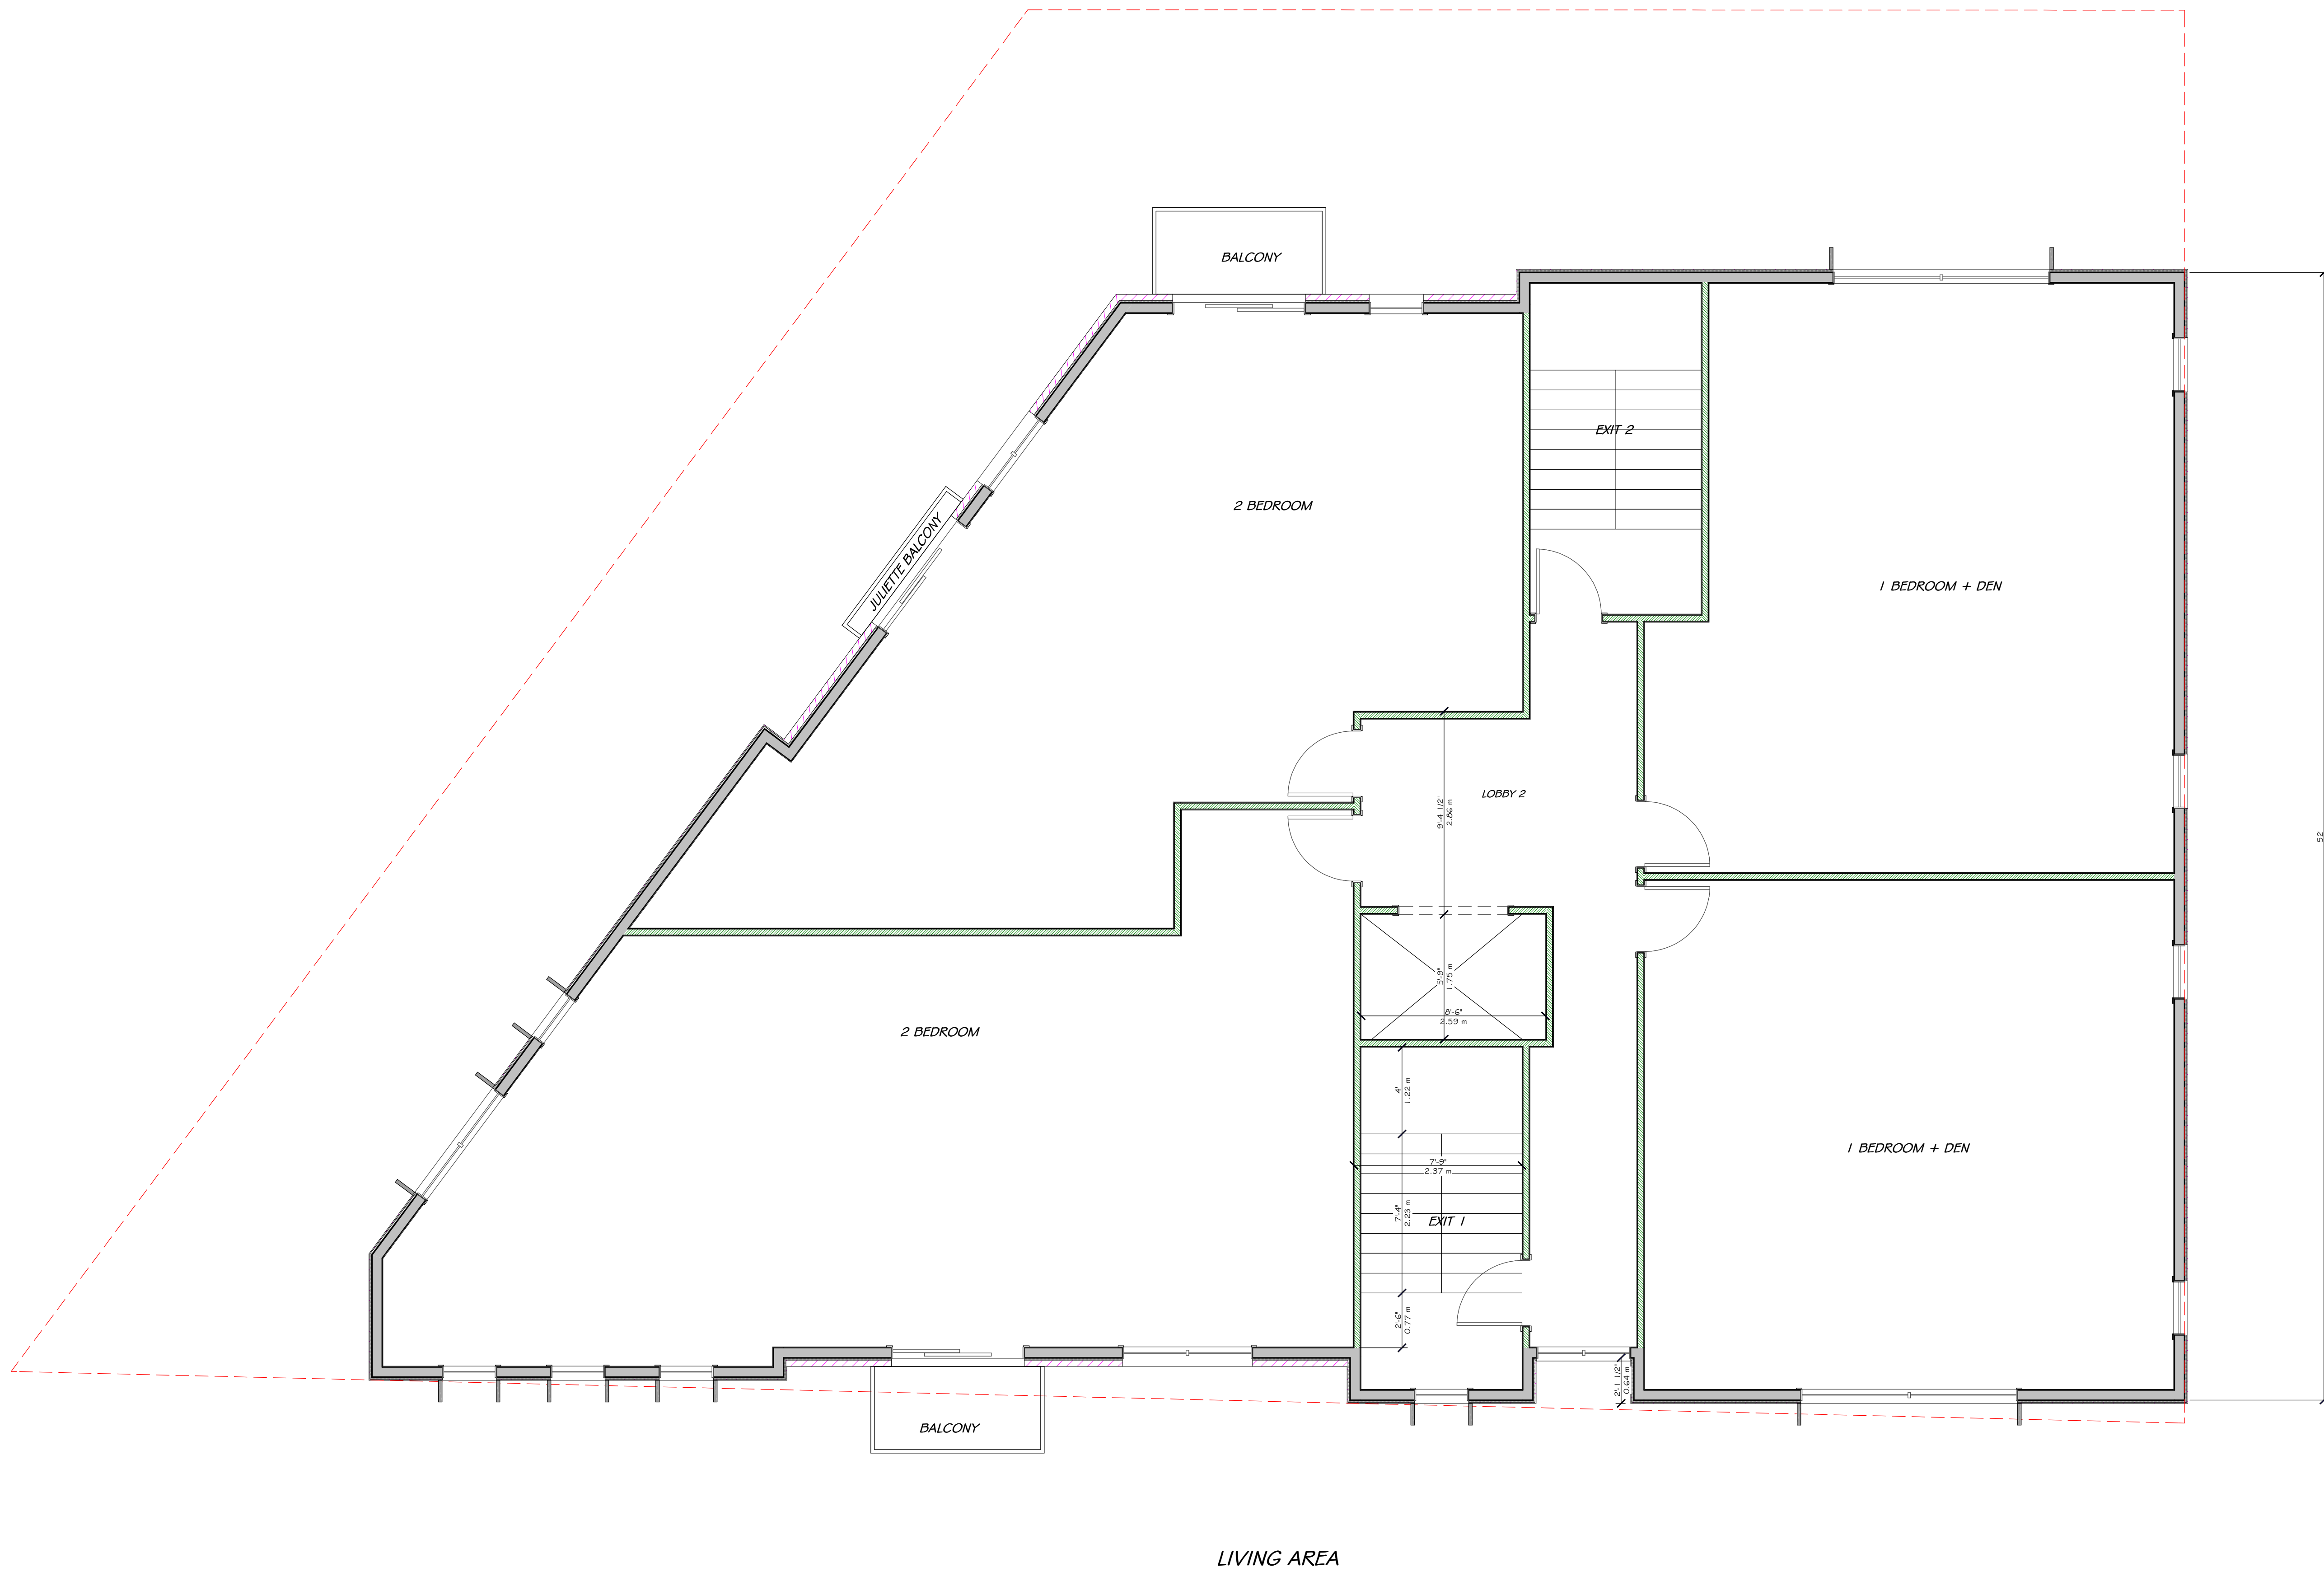 BALCONY
EXIT 2
2 BEDROOM
JULIETTE BALCONY
1 BEDROOM + DEN
LOBBY 2
9'-4 1/2"
2.86 m
52'
5'-9"
1.75 m
8'-6"
2.59 m
2 BEDROOM
4'
1.22 m
1 BEDROOM + DEN
7'-9"
2.37 m
7'-4"
2.23 m
EXIT 1
2'-6"
0.77 m
2'-1 1/2"
0.64 m
BALCONY
LIVING AREA